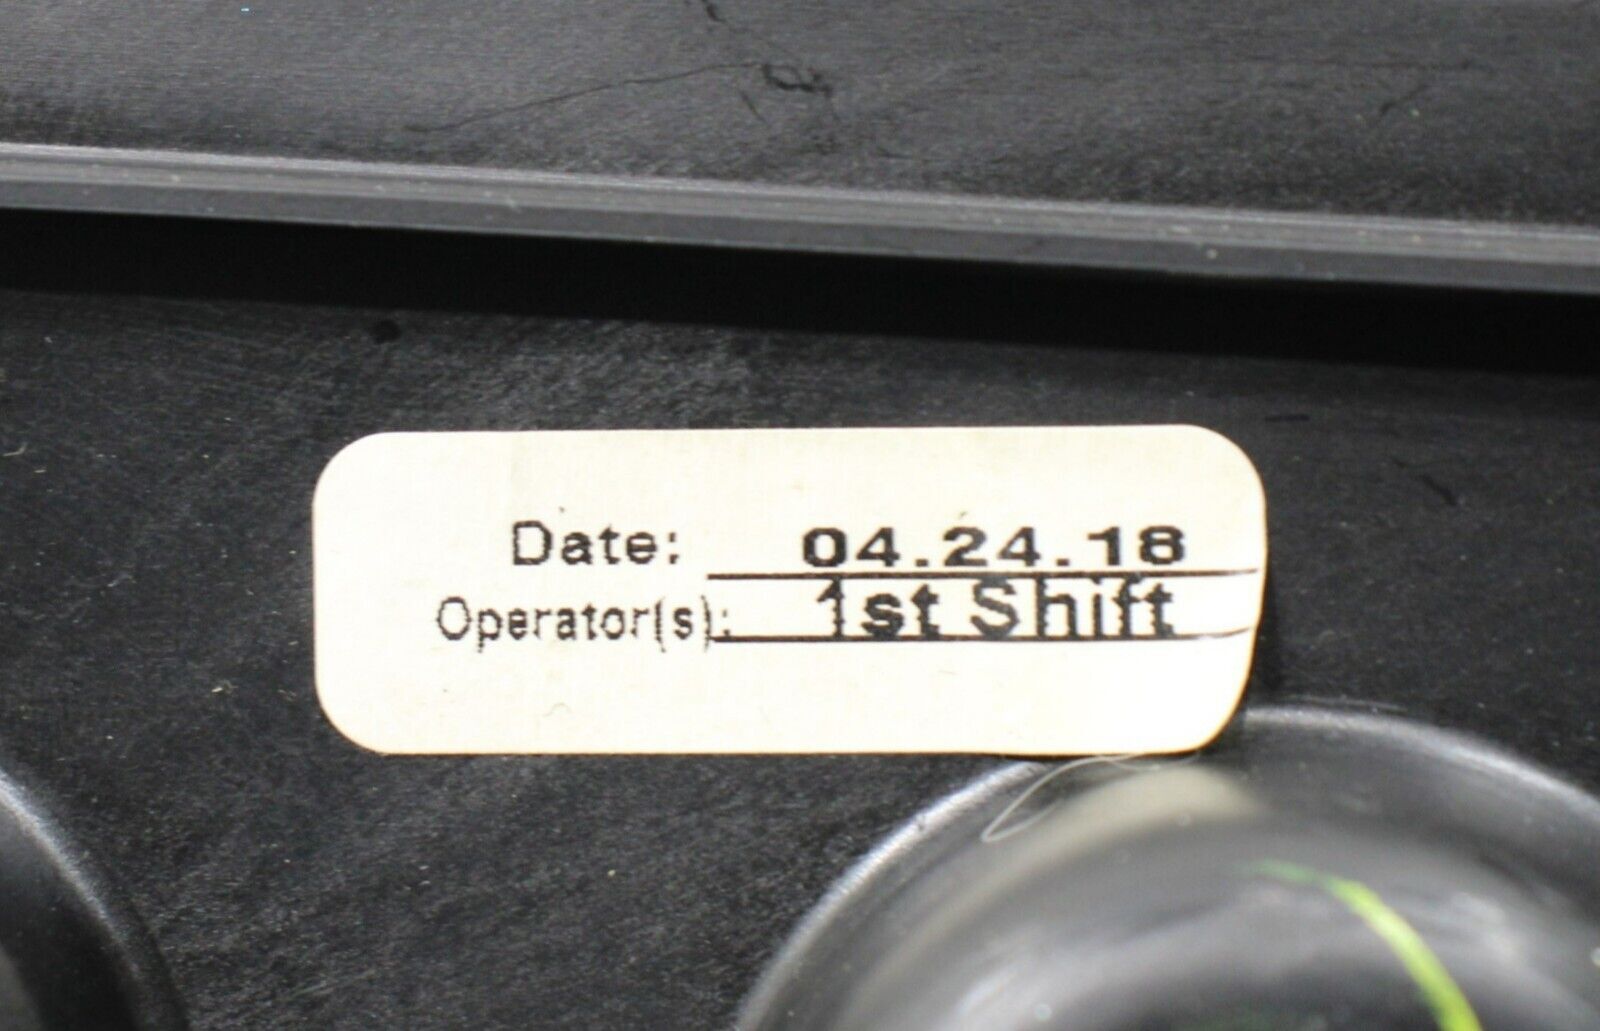 Date: 04.24.18
Operator(s): 1st Shift